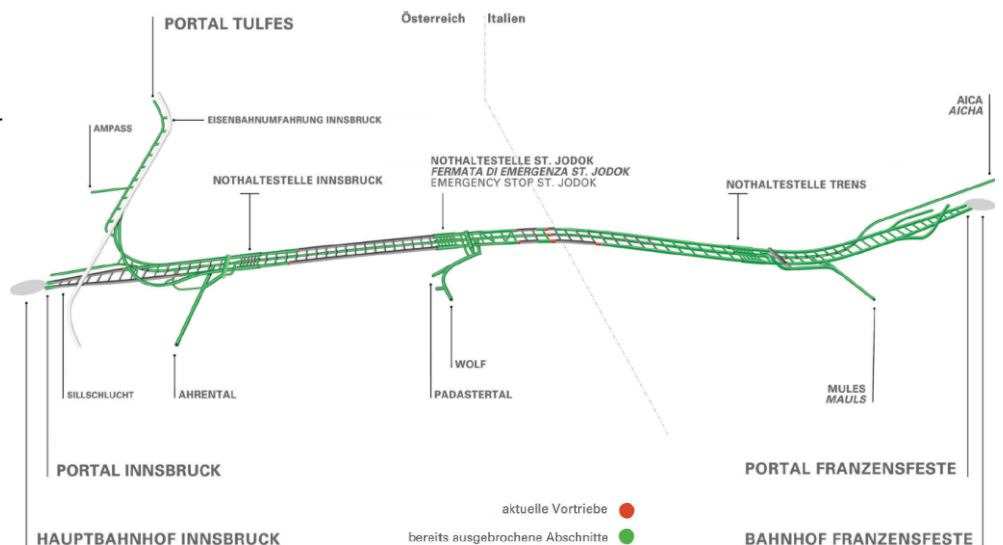 PORTAL TULFES
Österreich
Italien
AICA
AICHA
AMPASS
EISENBAHNUMFAHRUNG INNSBRUCK
NOTHALTESTELLE ST. JODOK
FERMATA DI EMERGENZA ST. JODOK
EMERGENCY STOP ST. JODOK
NOTHALTESTELLE INNSBRUCK
NOTHALTESTELLE TRENS
WOLF
SILLSCHLUCHT
AHRENTAL
PADASTERTAL
MULES
MAULS
PORTAL INNSBRUCK
PORTAL FRANZENSFESTE
aktuelle Vortriebe
HAUPTBAHNHOF INNSBRUCK
bereits ausgebrochene Abschnitte
BAHNHOF FRANZENSFESTE